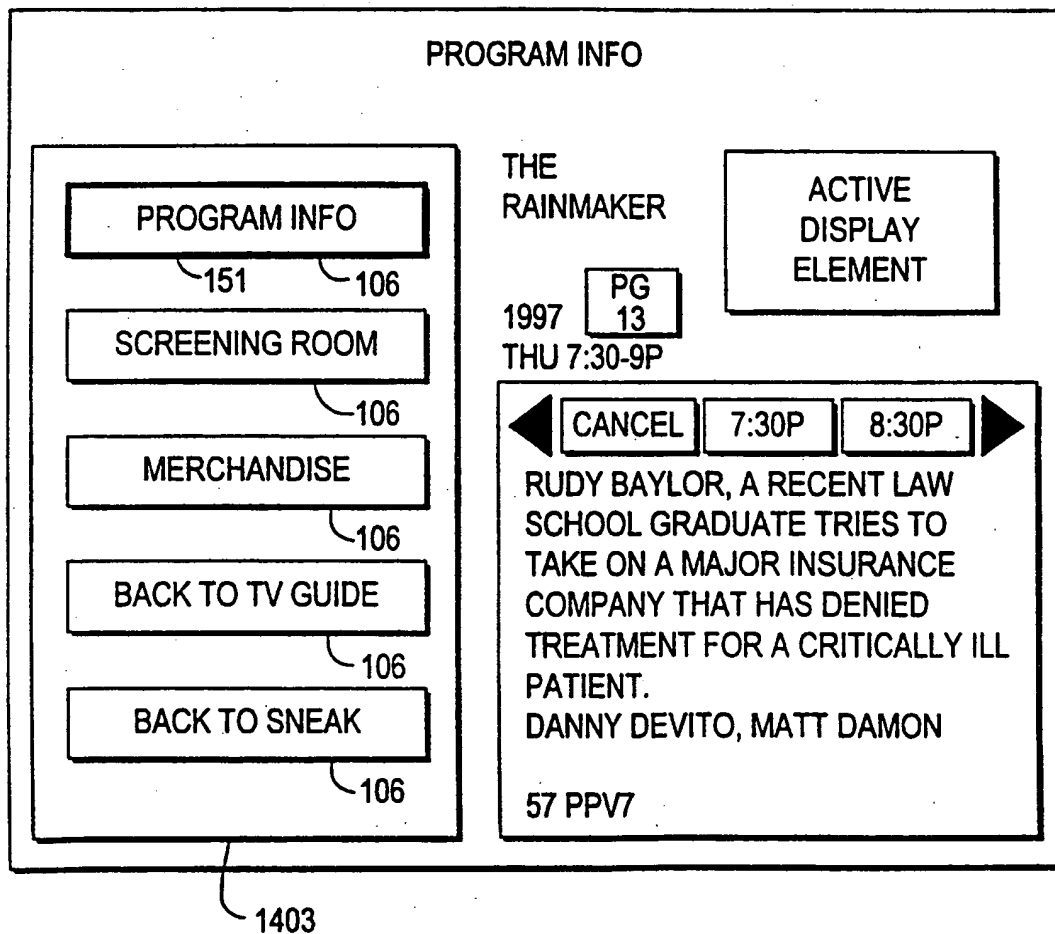 PROGRAM INFO
PROGRAM INFO
151
106
SCREENING ROOM
106
MERCHANDISE
106
BACK TO TV GUIDE
106
BACK TO SNEAK
106
1403
THE
RAINMAKER
1997
PG
13
THU 7:30-9P
ACTIVE
DISPLAY
ELEMENT
CANCEL 7:30P 8:30P
RUDY BAYLOR, A RECENT LAW
SCHOOL GRADUATE TRIES TO
TAKE ON A MAJOR INSURANCE
COMPANY THAT HAS DENIED
TREATMENT FOR A CRITICALLY ILL
PATIENT.
DANNY DEVITO, MATT DAMON
57 PPV7